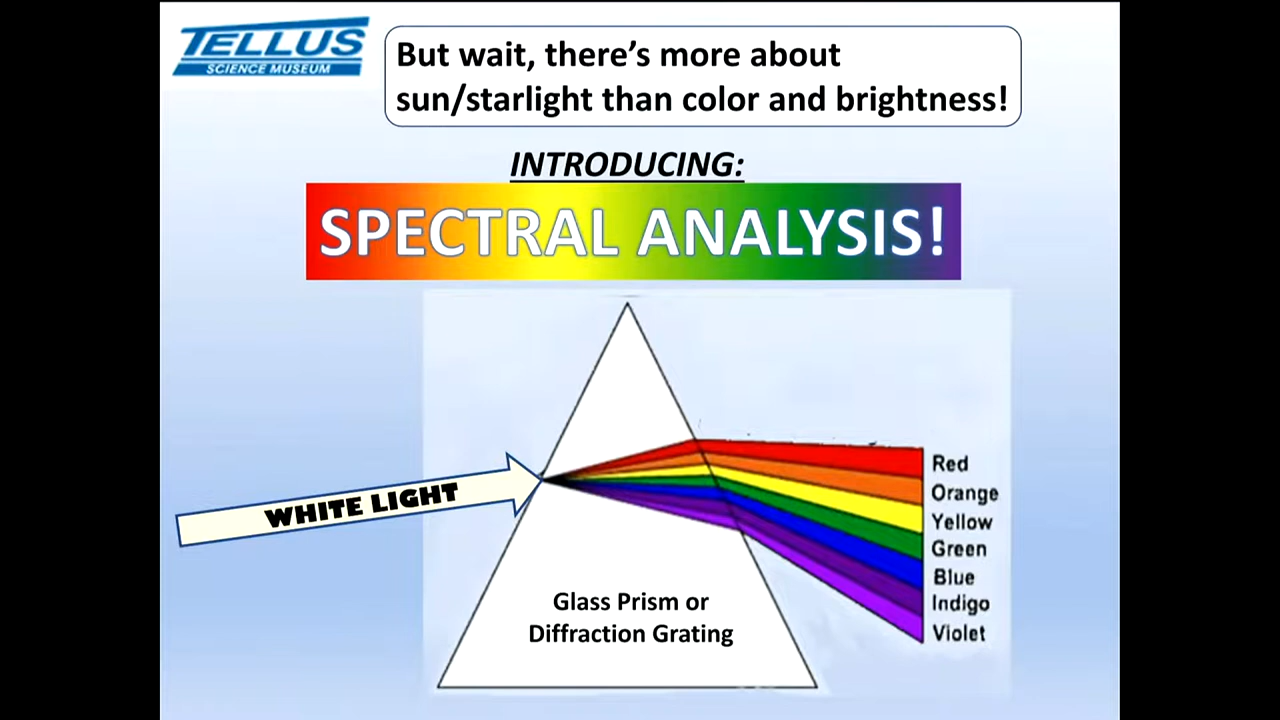 TELLUS
SCIENCE MUSEUM
But wait, there’s more about
sun/starlight than color and brightness!
INTRODUCING:
SPECTRAL ANALYSIS!
WHITE LIGHT
Red
Orange
Yellow
Green
Blue
Indigo
Violet
Glass Prism or
Diffraction Grating